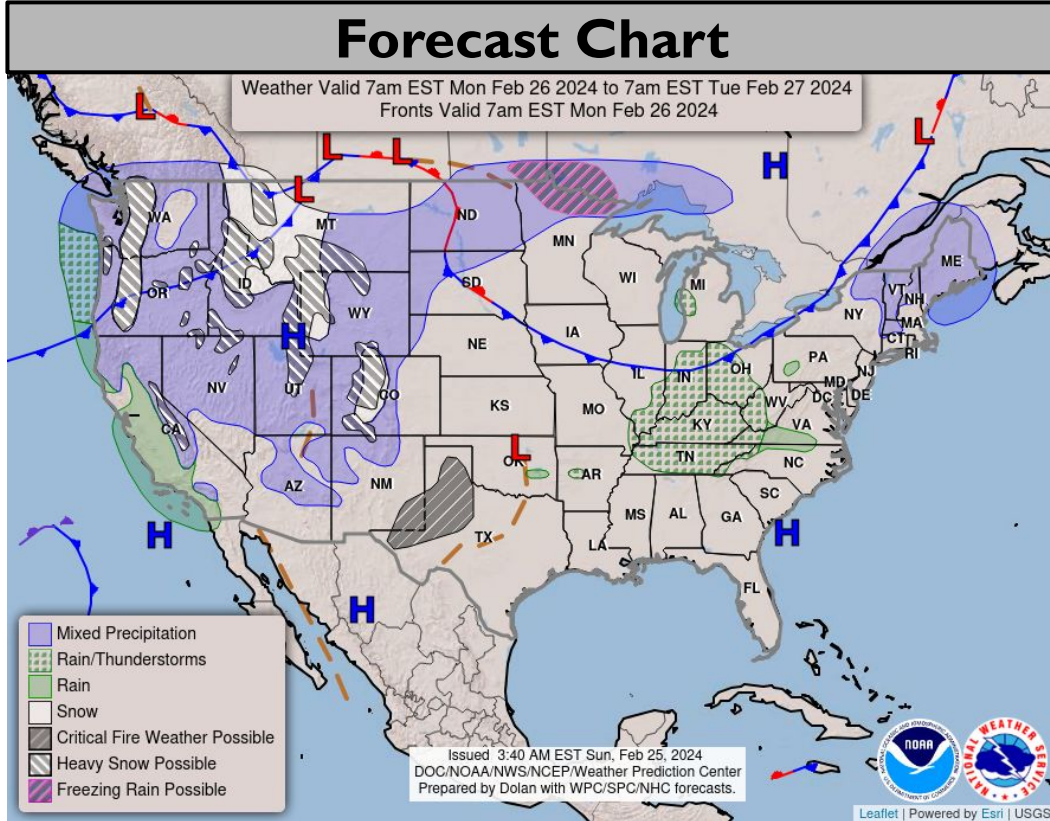 Forecast Chart
Weather Valid 7am EST Mon Feb 26 2024 to 7am EST Tue Feb 27 2024
Fronts Valid 7am EST Mon Feb 26 2024
L
L
L
L
L
H
WA
MT
ND
MN
ME
OR
ID
SD
WI
MI
VT
NH
WY
NY
MA
CT
RI
H
IA
NE
PA
NJ
NV
UT
CO
IL
IN
OH
MD
DE
KS
MO
WV
DC
CA
KY
VA
L
OK
TN
NC
AZ
NM
AR
SC
MS
AL
GA
H
TX
LA
H
FL
H
Mixed Precipitation
Rain/Thunderstorms
Rain
Snow
Critical Fire Weather Possible
Heavy Snow Possible
Freezing Rain Possible
Issued 3:40 AM EST Sun, Feb 25, 2024
DOC/NOAA/NWS/NCEP/Weather Prediction Center
Prepared by Dolan with WPC/SPC/NHC forecasts.
NOAA
NATIONAL WEATHER SERVICE
Leaflet | Powered by Esri | USGS